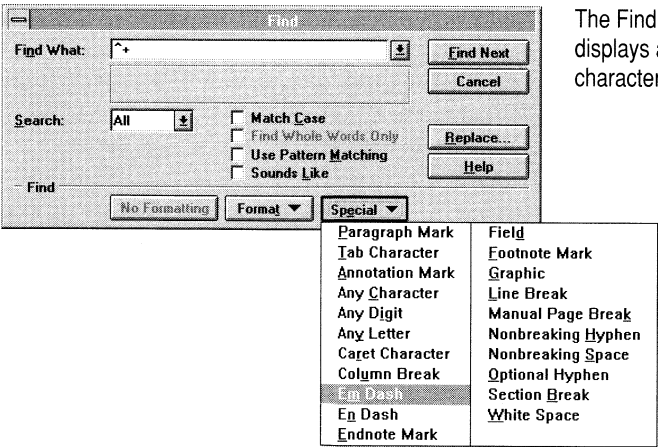 Find
Find What: ^+
Find Next
Cancel
Search: All
Match Case
Find Whole Words Only
Use Pattern Matching
Sounds Like
Replace...
Help
Find
No Formatting Format Special
Paragraph Mark
Tab Character
Annotation Mark
Any Character
Any Digit
Any Letter
Caret Character
Column Break
Em Dash
En Dash
Endnote Mark
Field
Footnote Mark
Graphic
Line Break
Manual Page Break
Nonbreaking Hyphen
Nonbreaking Space
Optional Hyphen
Section Break
White Space
The Find
displays a
character